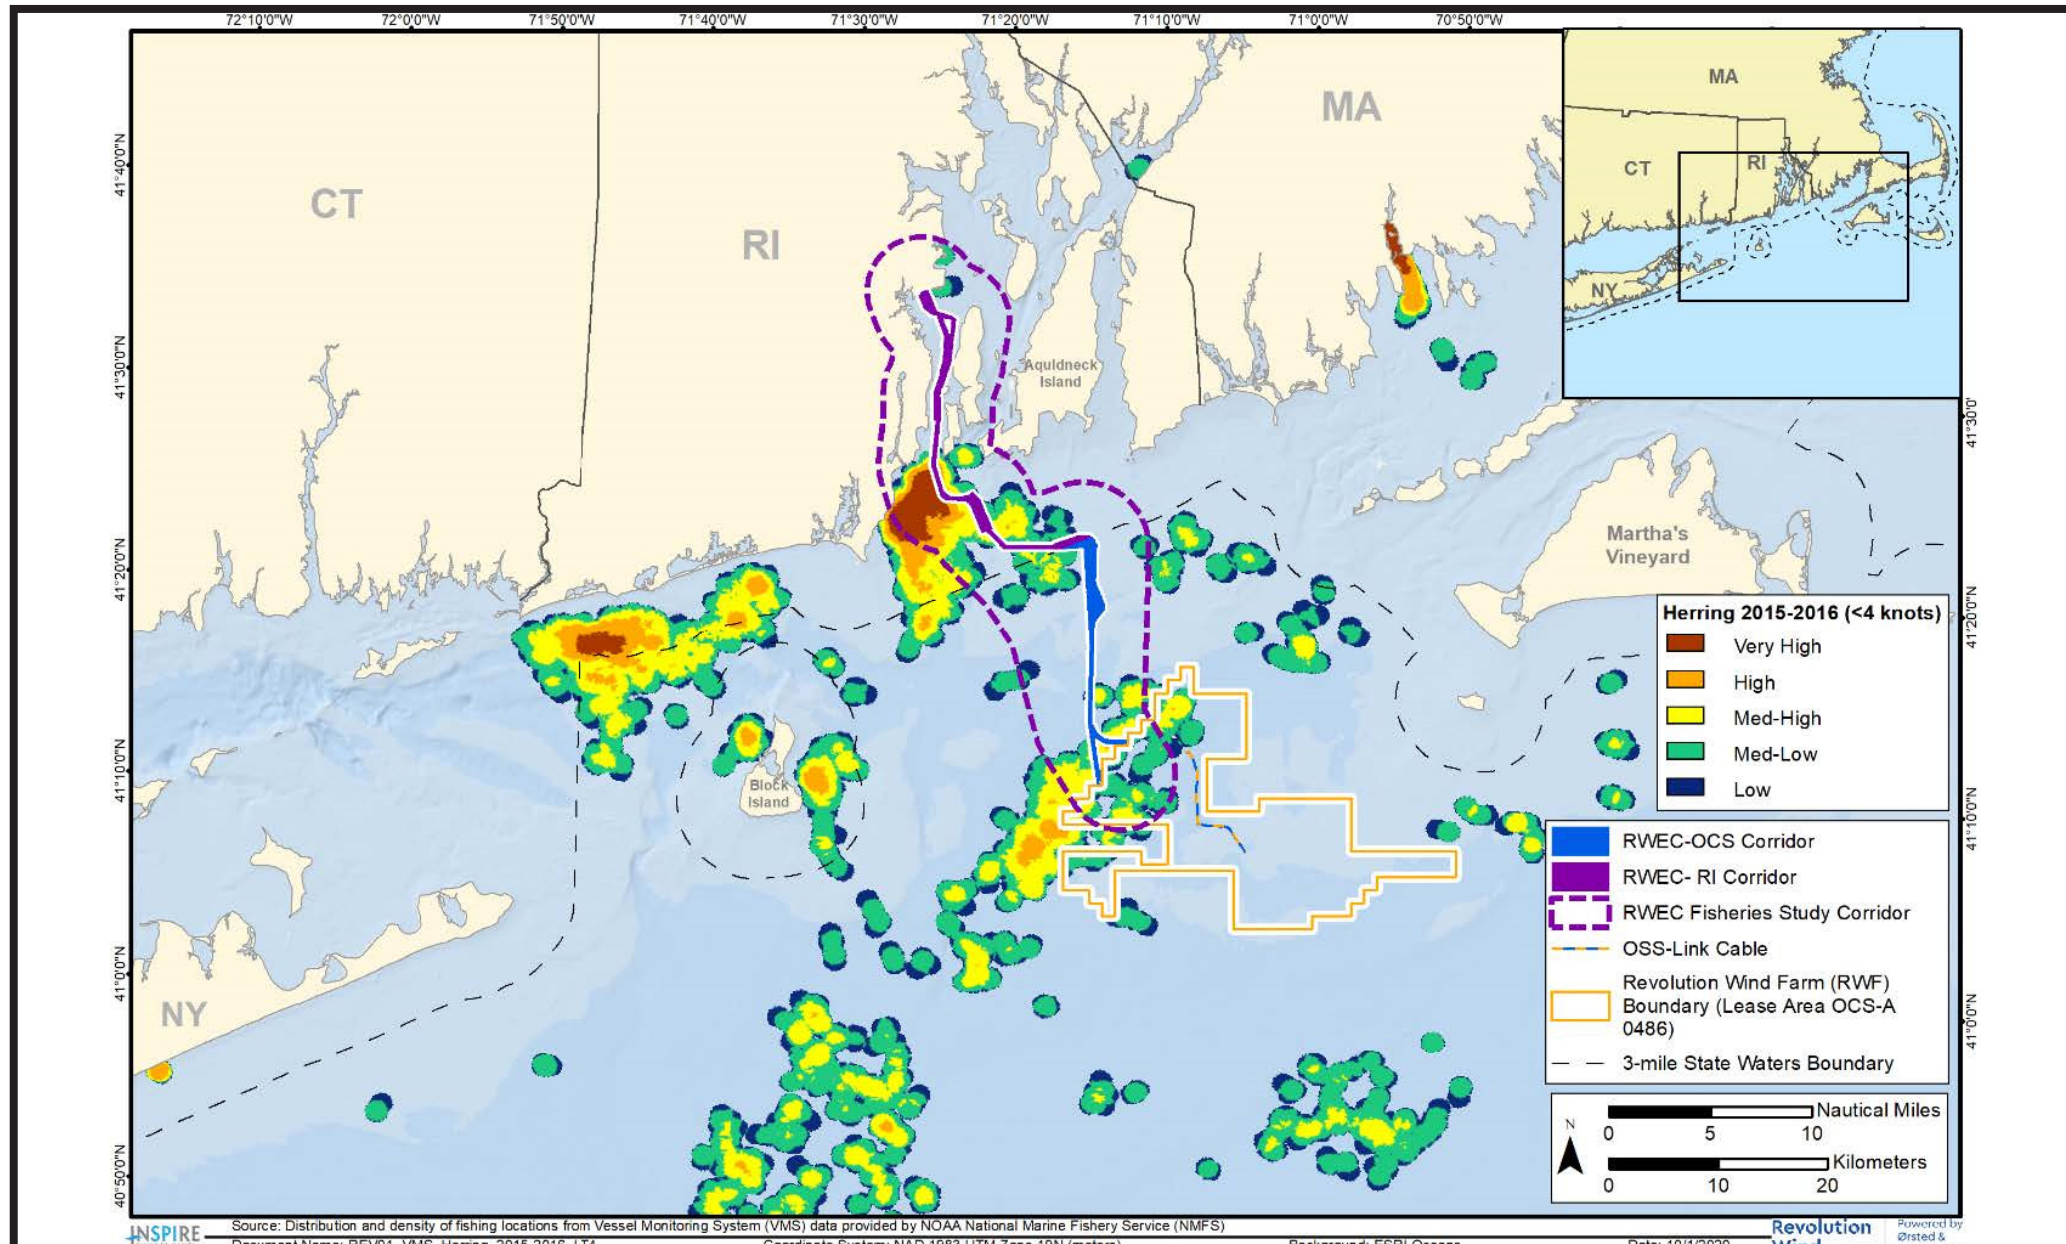 72°10'0"W 72°0'0"W 71°50'0"W 71°40'0"W 71°30'0"W 71°20'0"W 71°10'0"W 71°0'0"W 70°50'0"W
41°40'0"N
41°30'0"N
41°20'0"N
41°10'0"N
41°0'0"N
40°50'0"N
CT
RI
MA
Aquidneck
Island
Martha's
Vineyard
Block
Island
NY
MA
CT
RI
NY
41°30'0"
41°20'0"N
41°10'0"N
41°0'0"N
Herring 2015-2016 (<4 knots)
Very High
High
Med-High
Med-Low
Low
RWEC-OCS Corridor
RWEC- RI Corridor
RWEC Fisheries Study Corridor
OSS-Link Cable
Revolution Wind Farm (RWF)
Boundary (Lease Area OCS-A
0486)
3-mile State Waters Boundary
N
Nautical Miles
0 5 10
Kilometers
0 10 20
INSPIRE
Source: Distribution and density of fishing locations from Vessel Monitoring System (VMS) data provided by NOAA National Marine Fishery Service (NMFS)
Revolution
Powered by
Ørsted &